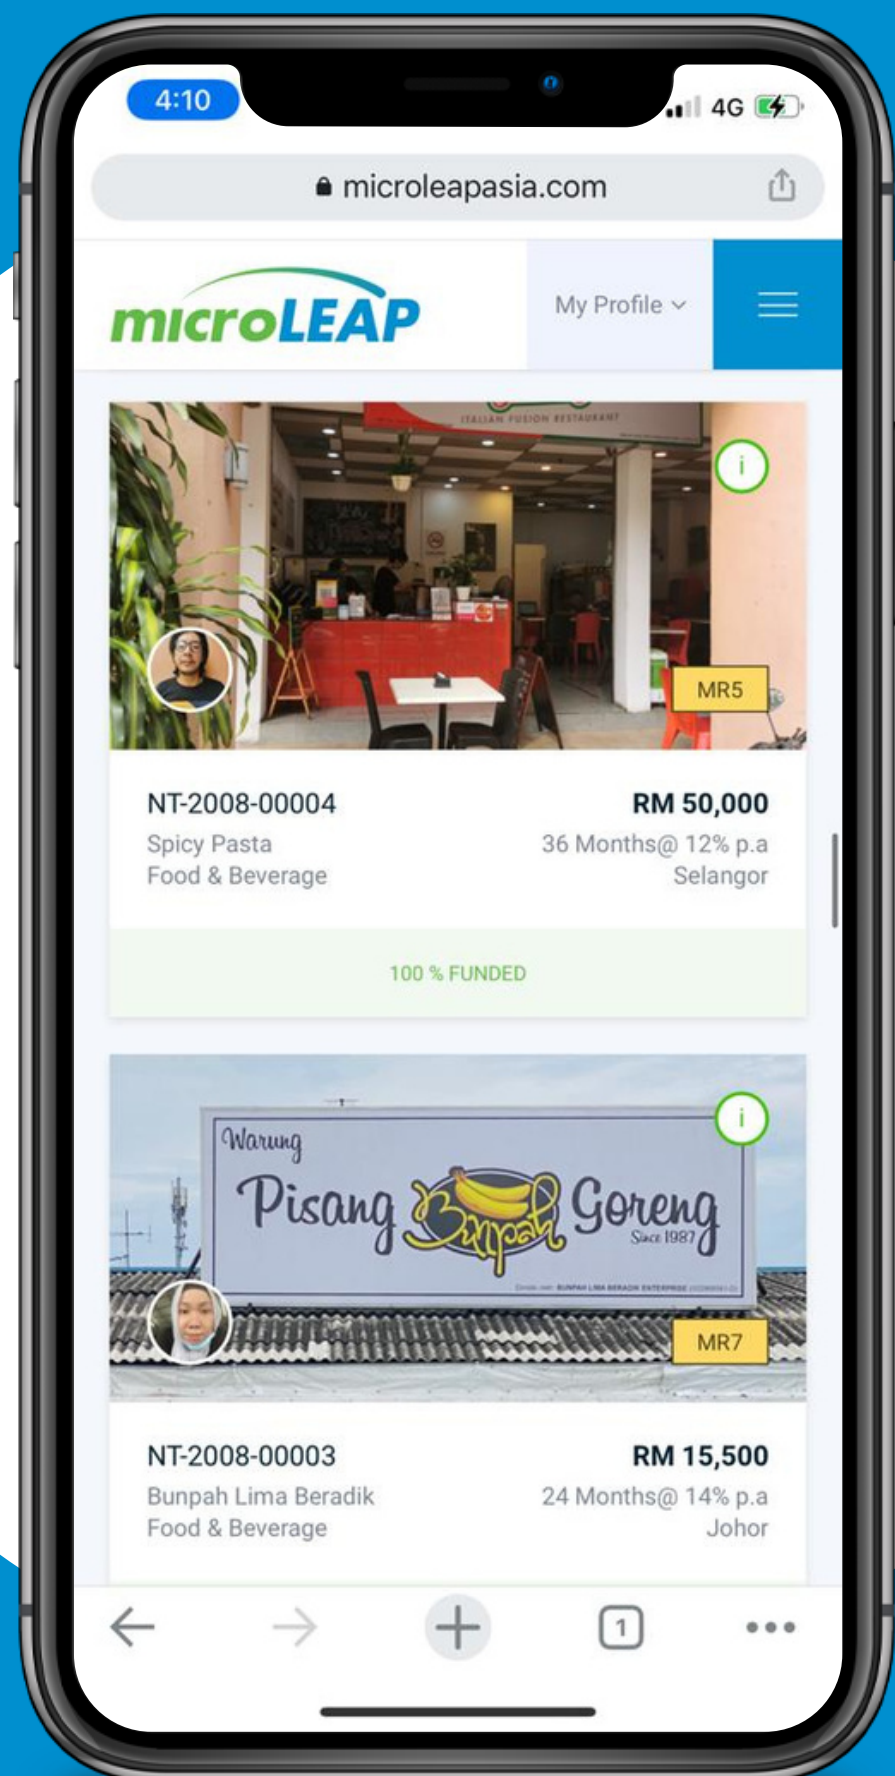 4:10
4G
microleapasia.com
microLEAP
My Profile
ITALIAN FUSION RESTAURANT
i
MR5
NT-2008-00004
RM 50,000
Spicy Pasta
36 Months@ 12% p.a
Food & Beverage
Selangor
100 % FUNDED
i
Warung
Pisang Bunpah Goreng
Since 1987
MR7
NT-2008-00003
RM 15,500
Bunpah Lima Beradik
24 Months@ 14% p.a
Food & Beverage
Johor
1